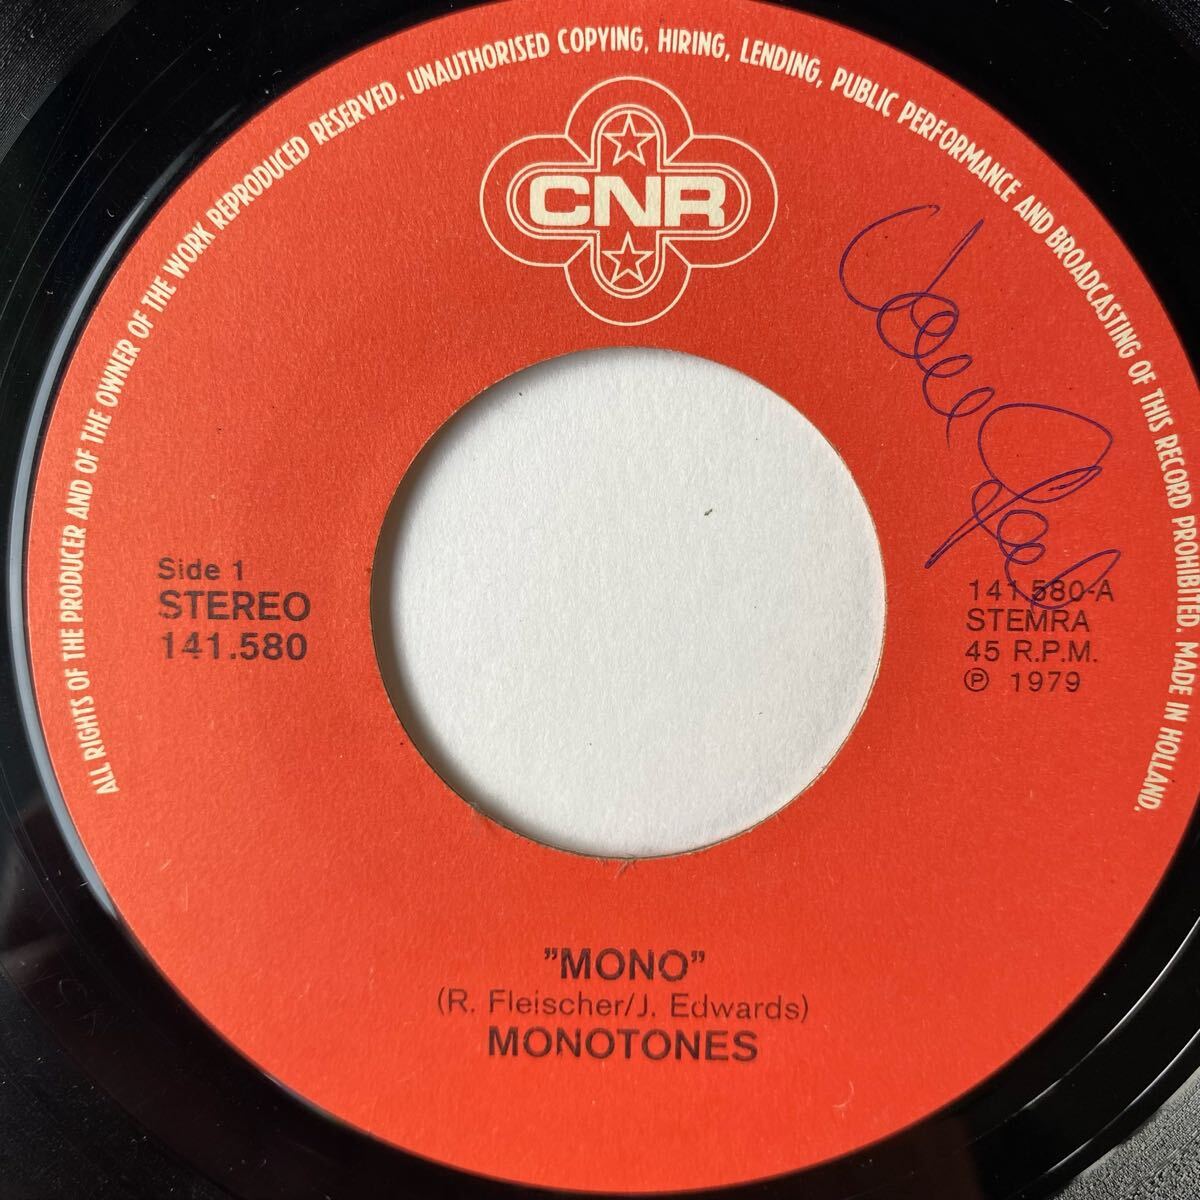 ALL RIGHTS OF THE PRODUCER AND OF THE OWNER OF THE WORK REPRODUCED RESERVED. UNAUTHORISED COPYING, HIRING, LENDING, PUBLIC PERFORMANCE AND BROADCASTING OF THIS RECORD PROHIBITED. MADE IN HOLLAND.
CNR
Side 1
STEREO
141.580
141 580-A
STEMRA
45 R.P.M.
℗ 1979
"MONO"
(R. Fleischer/J. Edwards)
MONOTONES